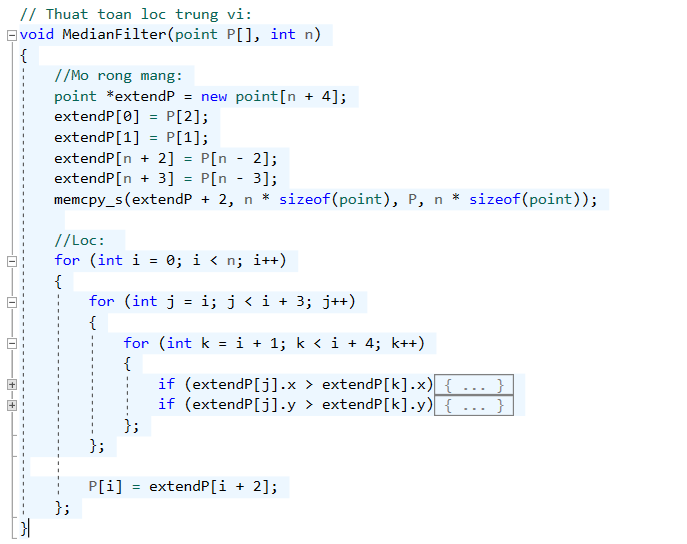 // Thuat toan loc trung vi:
void MedianFilter(point P[], int n)
{
    //Mo rong mang:
    point *extendP = new point[n + 4];
    extendP[0] = P[2];
    extendP[1] = P[1];
    extendP[n + 2] = P[n - 2];
    extendP[n + 3] = P[n - 3];
    memcpy_s(extendP + 2, n * sizeof(point), P, n * sizeof(point));

    //Loc:
    for (int i = 0; i < n; i++)
    {
        for (int j = i; j < i + 3; j++)
        {
            for (int k = i + 1; k < i + 4; k++)
            {
                if (extendP[j].x > extendP[k].x){ ... }
                if (extendP[j].y > extendP[k].y){ ... }
            };
        };

        P[i] = extendP[i + 2];
    };
}